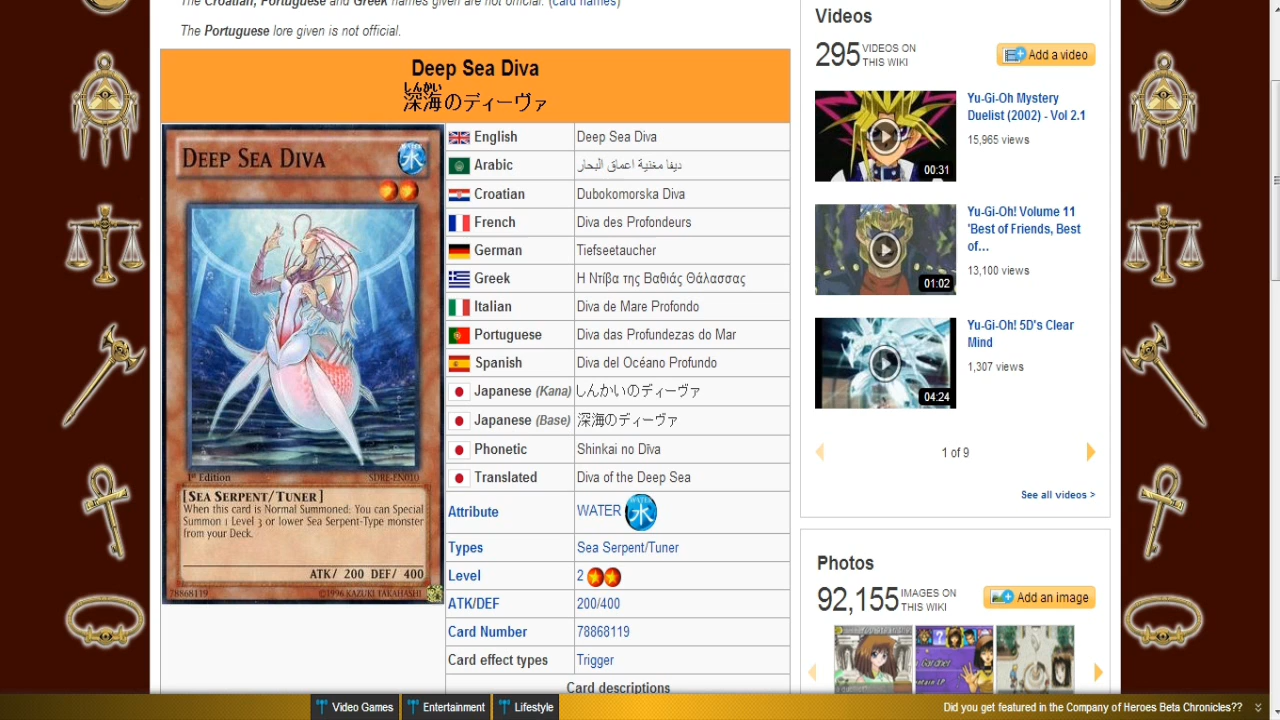 The Croatian, Portuguese and Greek names given are not official. (card names)
The Portuguese lore given is not official.
Deep Sea Diva
しんかい
深海のディーヴァ
DEEP SEA DIVA
WATER
水
1st Edition
SDRE-EN010
[SEA SERPENT/TUNER]
When this card is Normal Summoned: You can Special
Summon 1 Level 3 or lower Sea Serpent-Type monster
from your Deck.
ATK/ 200 DEF/ 400
78868119
©1996 KAZUKI TAKAHASHI
English Deep Sea Diva
Arabic ديفا مغنية اعماق البحار
Croatian Dubokomorska Diva
French Diva des Profondeurs
German Tiefseetaucher
Greek Η Ντίβα της Βαθιάς Θάλασσας
Italian Diva de Mare Profondo
Portuguese Diva das Profundezas do Mar
Spanish Diva del Océano Profundo
Japanese (Kana) しんかいのディーヴァ
Japanese (Base) 深海のディーヴァ
Phonetic Shinkai no Dīva
Translated Diva of the Deep Sea
Attribute WATER WATER 水
Types Sea Serpent/Tuner
Level 2
ATK/DEF 200/400
Card Number 78868119
Card effect types Trigger
Card descriptions
Videos
295 VIDEOS ON
THIS WIKI
Add a video
00:31
Yu-Gi-Oh Mystery
Duelist (2002) - Vol 2.1
15,965 views
01:02
Yu-Gi-Oh! Volume 11
'Best of Friends, Best
of...
13,100 views
04:24
Yu-Gi-Oh! 5D's Clear
Mind
1,307 views
1 of 9
See all videos >
Photos
92,155 IMAGES ON
THIS WIKI
Add an image
Video Games
Entertainment
Lifestyle
Did you get featured in the Company of Heroes Beta Chronicles??